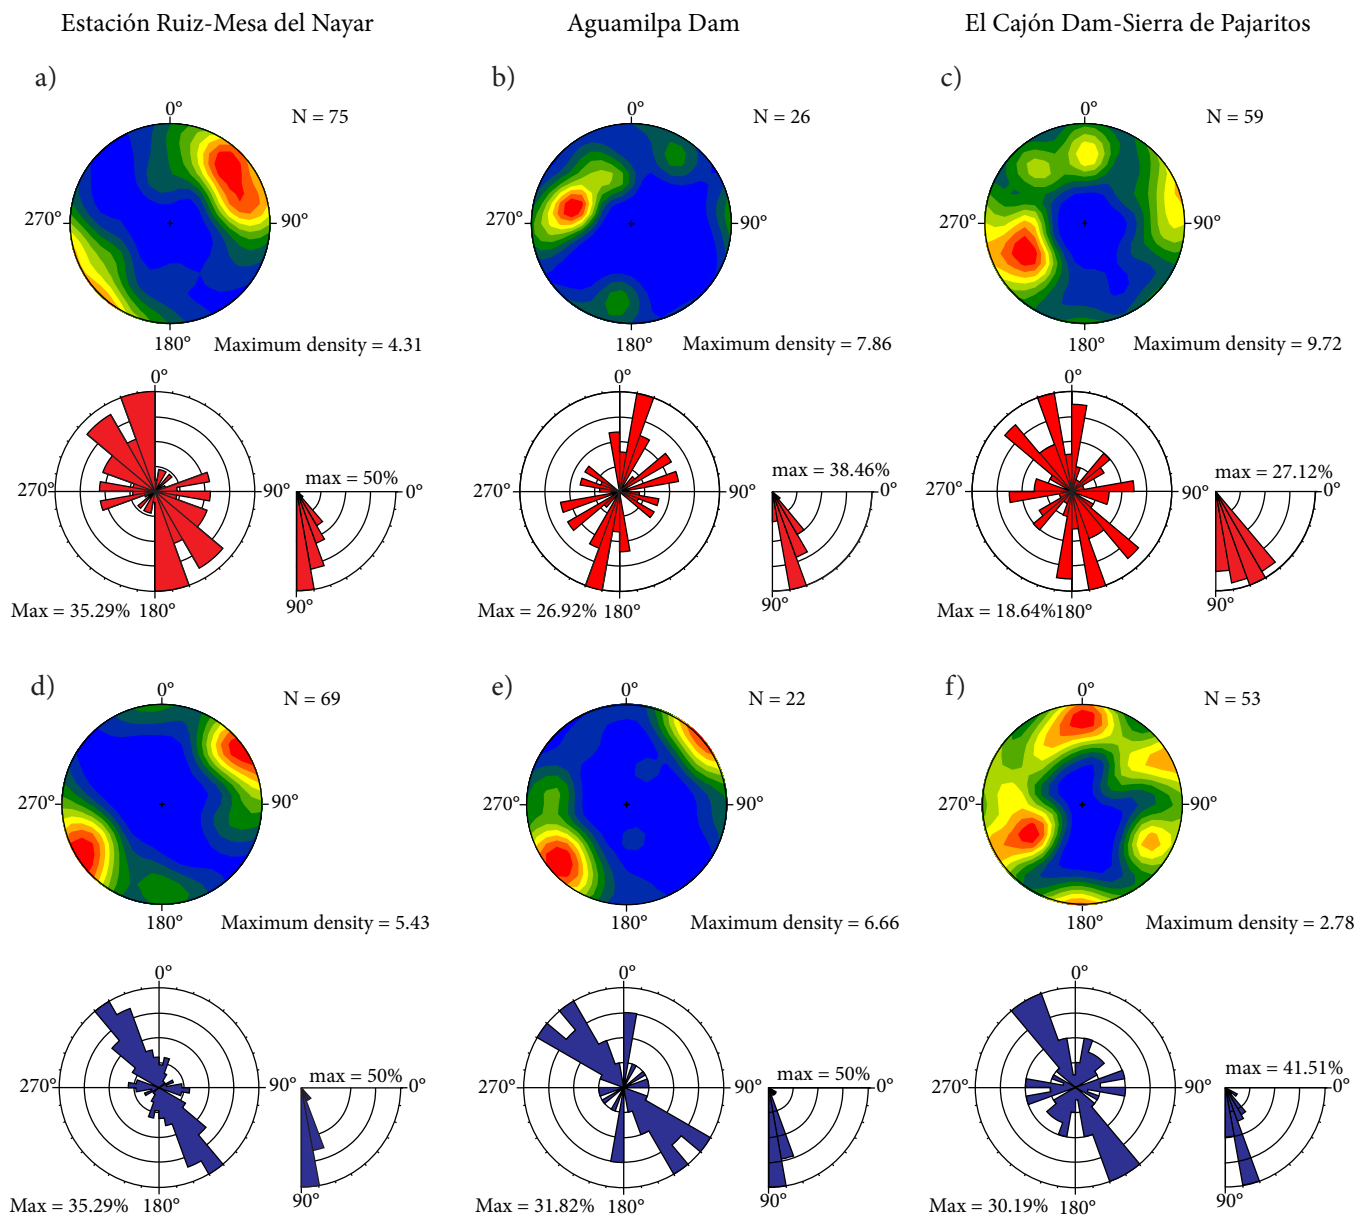 Estación Ruiz-Mesa del Nayar
Aguamilpa Dam
El Cajón Dam-Sierra de Pajaritos
a)
0°
N = 75
270°
90°
180°
Maximum density = 4.31
b)
0°
N = 26
270°
90°
180°
Maximum density = 7.86
c)
0°
N = 59
270°
90°
180°
Maximum density = 9.72
0°
270°
90°
max = 50%
0°
90°
Max = 35.29%
180°
0°
270°
90°
max = 38.46%
0°
90°
Max = 26.92%
180°
0°
270°
90°
max = 27.12%
0°
90°
Max = 18.64%
180°
d)
0°
N = 69
270°
90°
180°
Maximum density = 5.43
e)
0°
N = 22
270°
90°
180°
Maximum density = 6.66
f)
0°
N = 53
270°
90°
180°
Maximum density = 2.78
0°
270°
90°
max = 50%
0°
90°
Max = 35.29%
180°
0°
270°
90°
max = 50%
0°
90°
Max = 31.82%
180°
0°
270°
90°
max = 41.51%
0°
90°
Max = 30.19%
180°